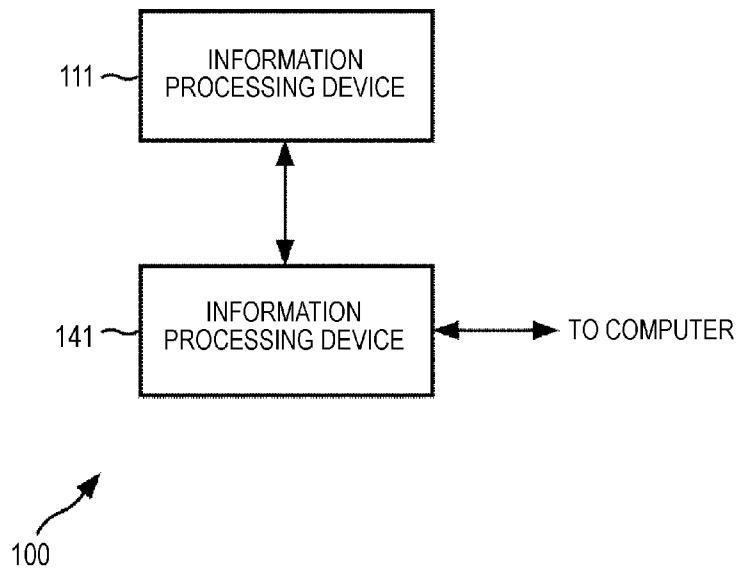 INFORMATION
PROCESSING DEVICE
111
INFORMATION
PROCESSING DEVICE
141
TO COMPUTER
100